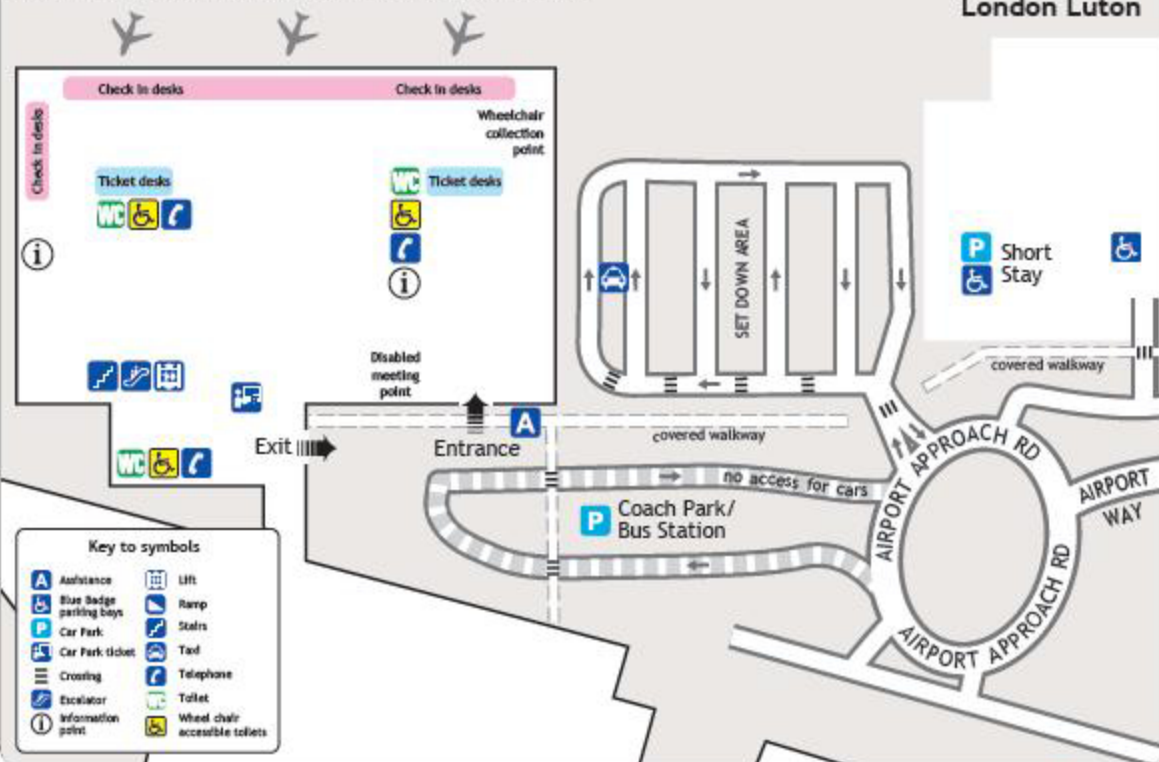 London Luton
Check in desks
Check in desks
Check in desks
Wheelchair
collection
point
Ticket desks
WC
Ticket desks
WC
i
i
SET DOWN AREA
P
Short
Stay
covered walkway
Disabled
meeting
point
Exit
Entrance
A
covered walkway
WC
no access for cars
P
Coach Park/
Bus Station
AIRPORT APPROACH RD
AIRPORT
WAY
AIRPORT APPROACH RD
Key to symbols
A Assistance
Blue Badge
parking bays
P Car Park
Car Park ticket
Crossing
Escalator
i Information
point
Lift
Ramp
Stairs
Taxi
Telephone
Toilet
Wheel chair
accessible toilets